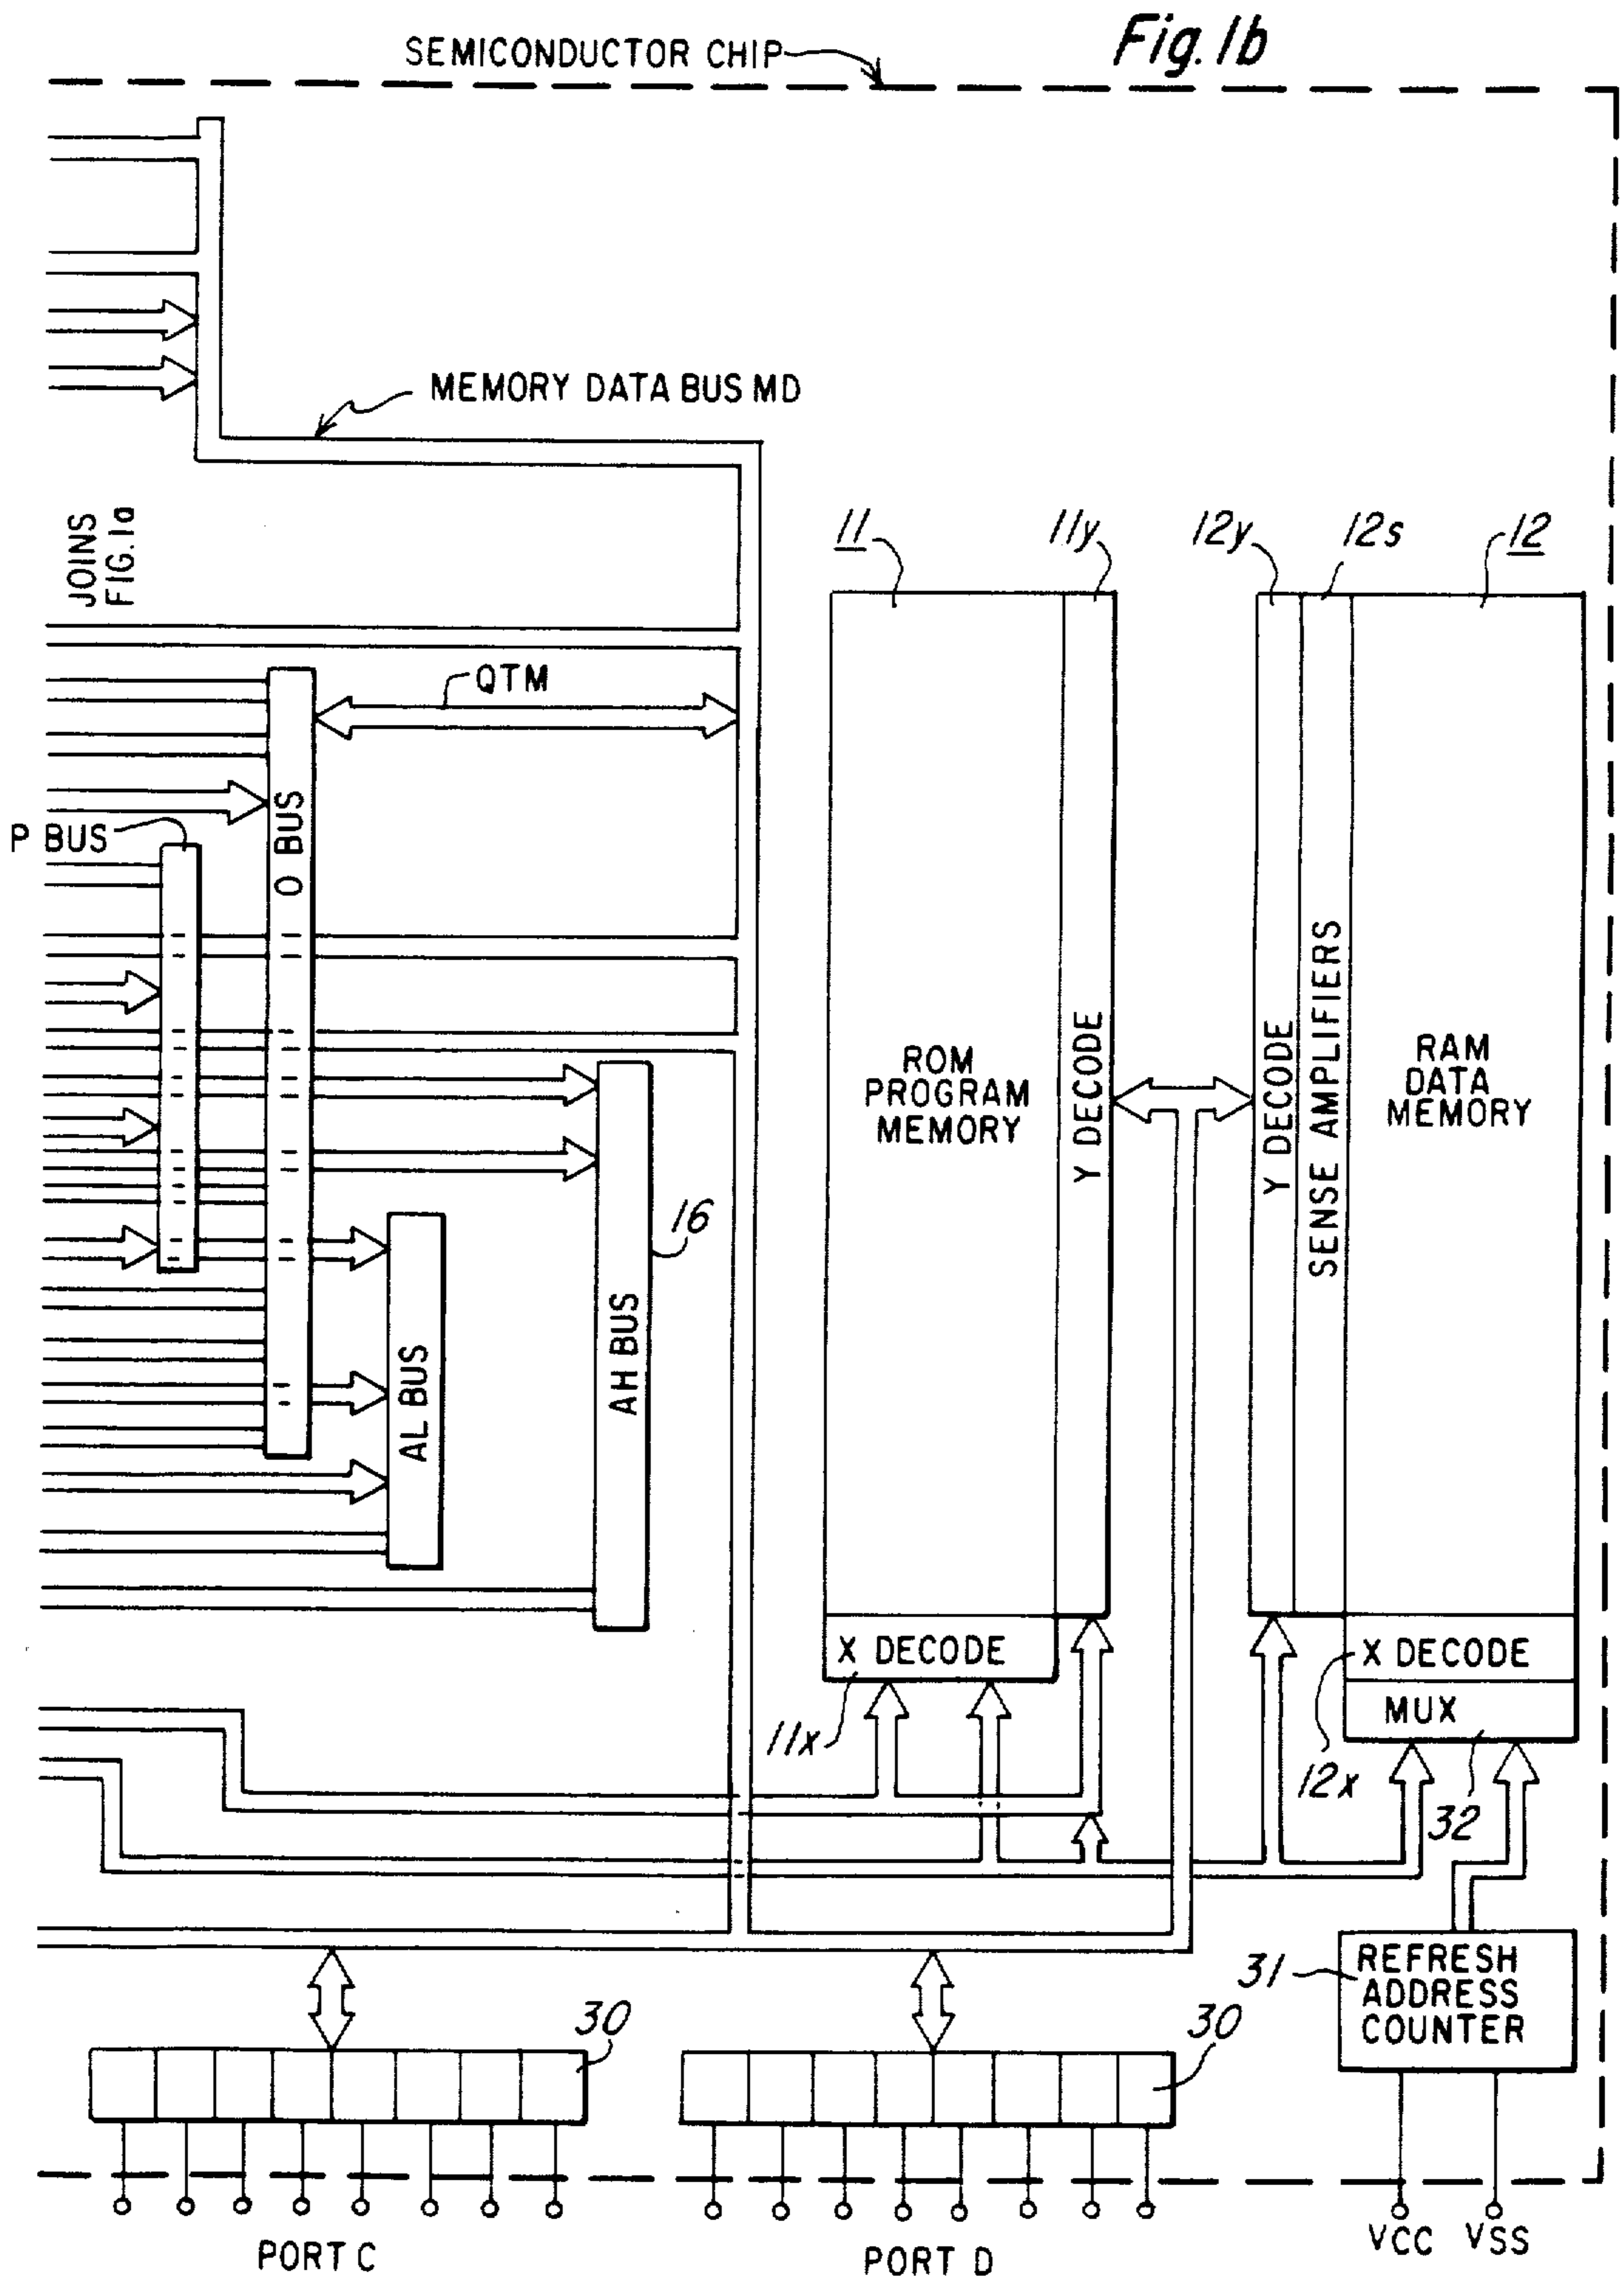 Fig. 1b
SEMICONDUCTOR CHIP
MEMORY DATA BUS MD
JOINS
FIG. 1a
11
11y
12y
12s
12
QTM
P BUS
O BUS
ROM
PROGRAM
MEMORY
Y DECODE
Y DECODE
SENSE AMPLIFIERS
RAM
DATA
MEMORY
16
AL BUS
AH BUS
X DECODE
X DECODE
MUX
11x
12x
32
31
REFRESH
ADDRESS
COUNTER
30
30
PORT C
PORT D
VCC
VSS